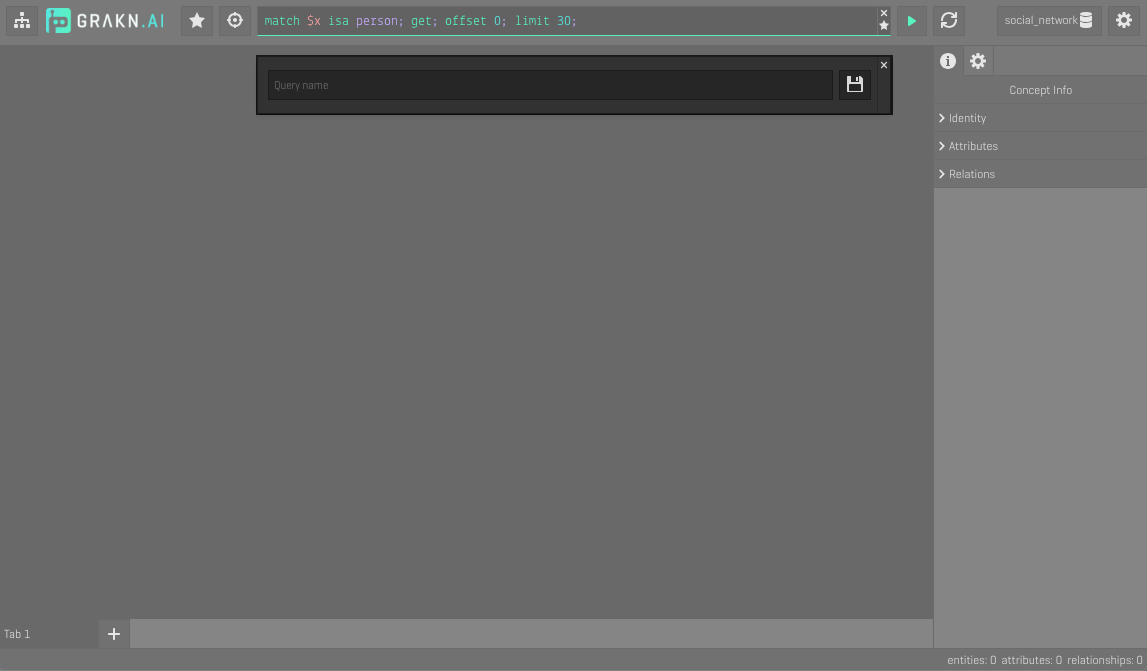 GRAKN.AI
match $x isa person; get; offset 0; limit 30;
social_network
Query name
Concept Info
Identity
Attributes
Relations
Tab 1
entities: 0 attributes: 0 relationships: 0